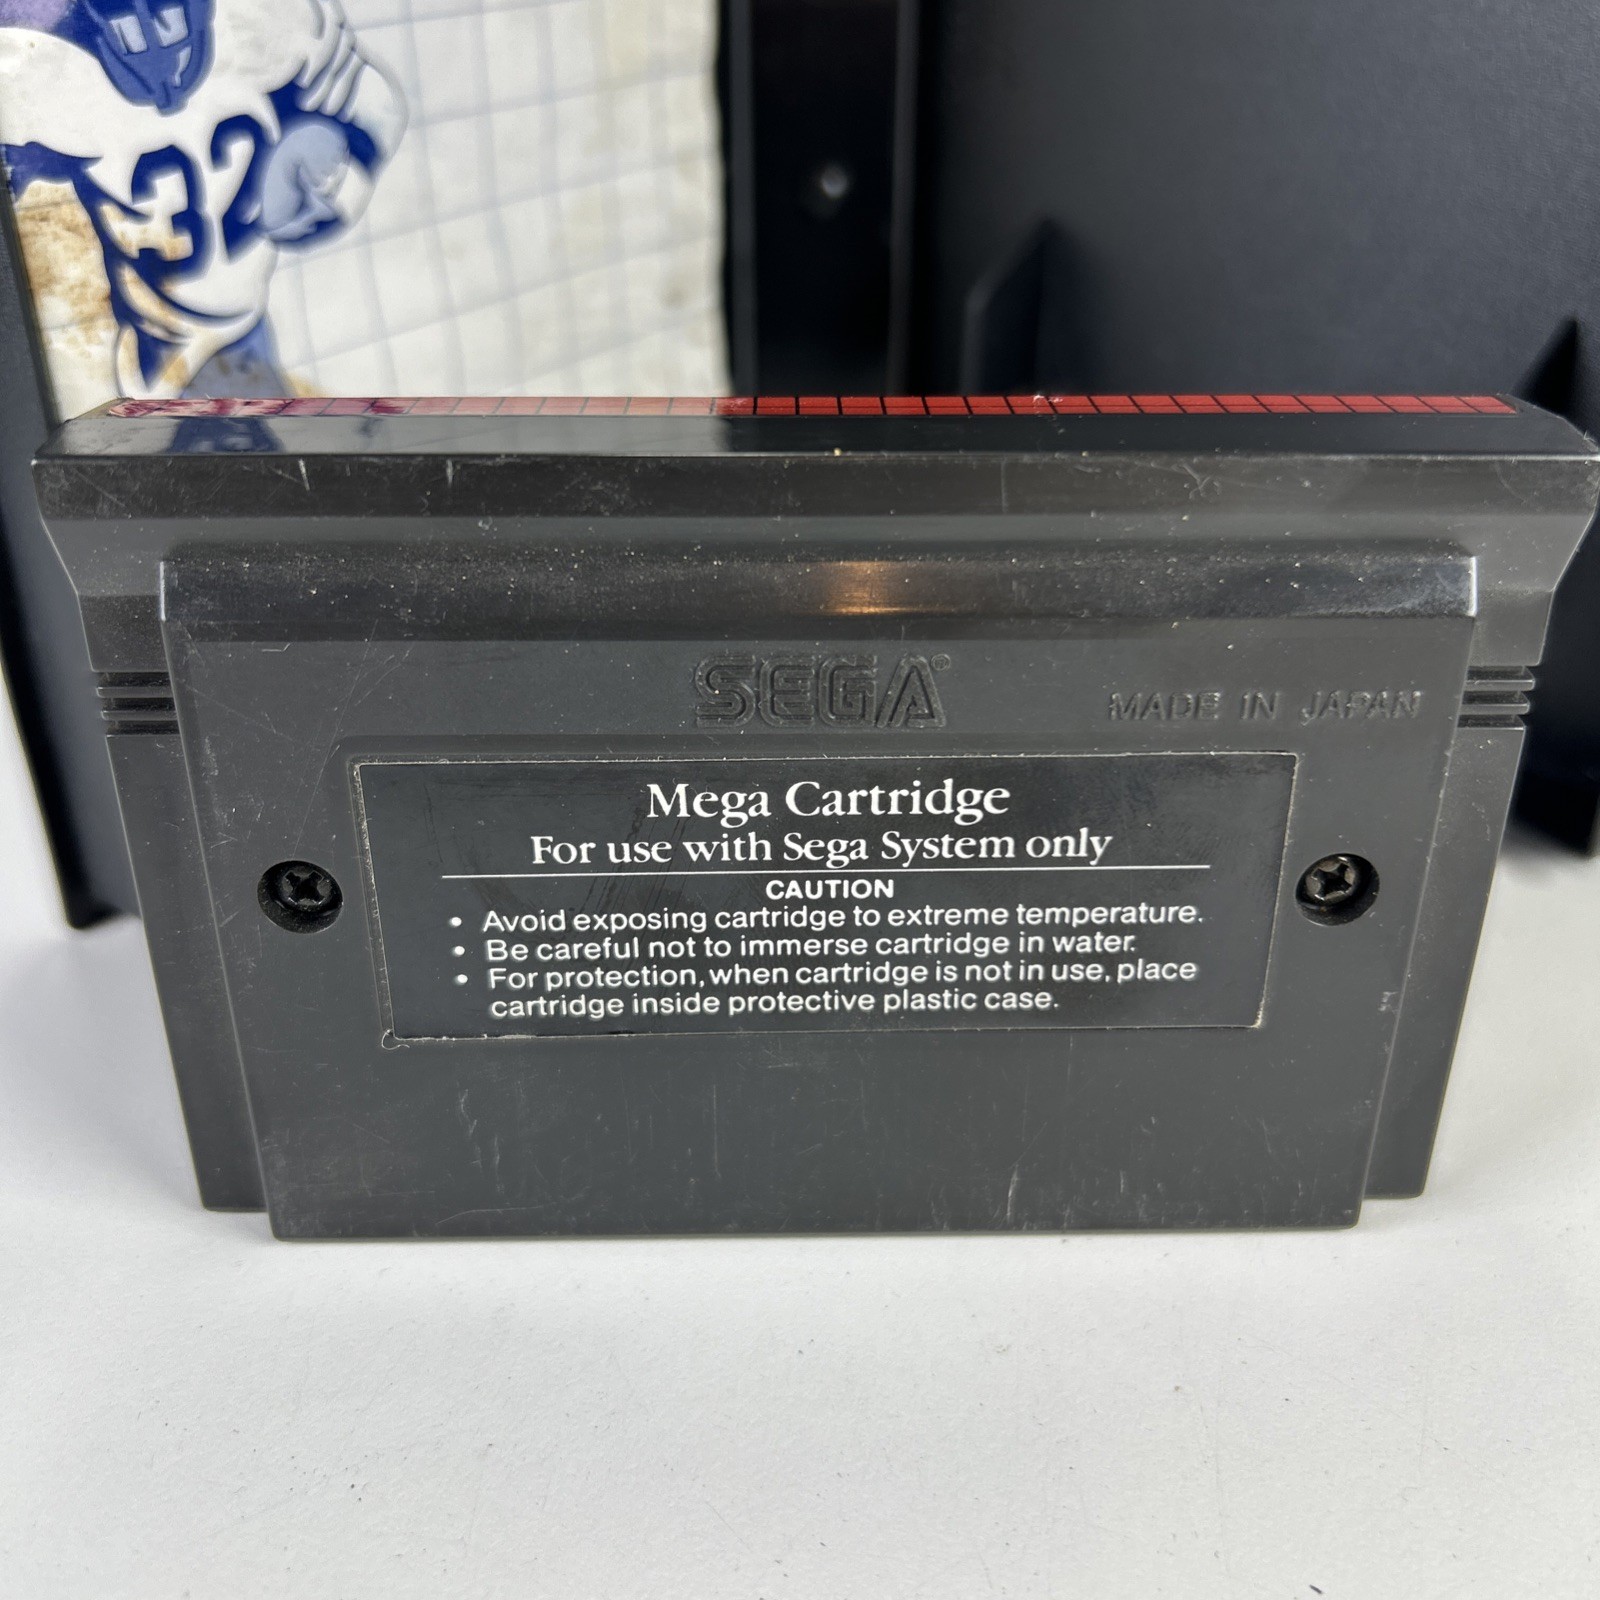 32
SEGA®
MADE IN JAPAN
Mega Cartridge
For use with Sega System only
CAUTION
• Avoid exposing cartridge to extreme temperature.
• Be careful not to immerse cartridge in water.
• For protection, when cartridge is not in use, place
cartridge inside protective plastic case.